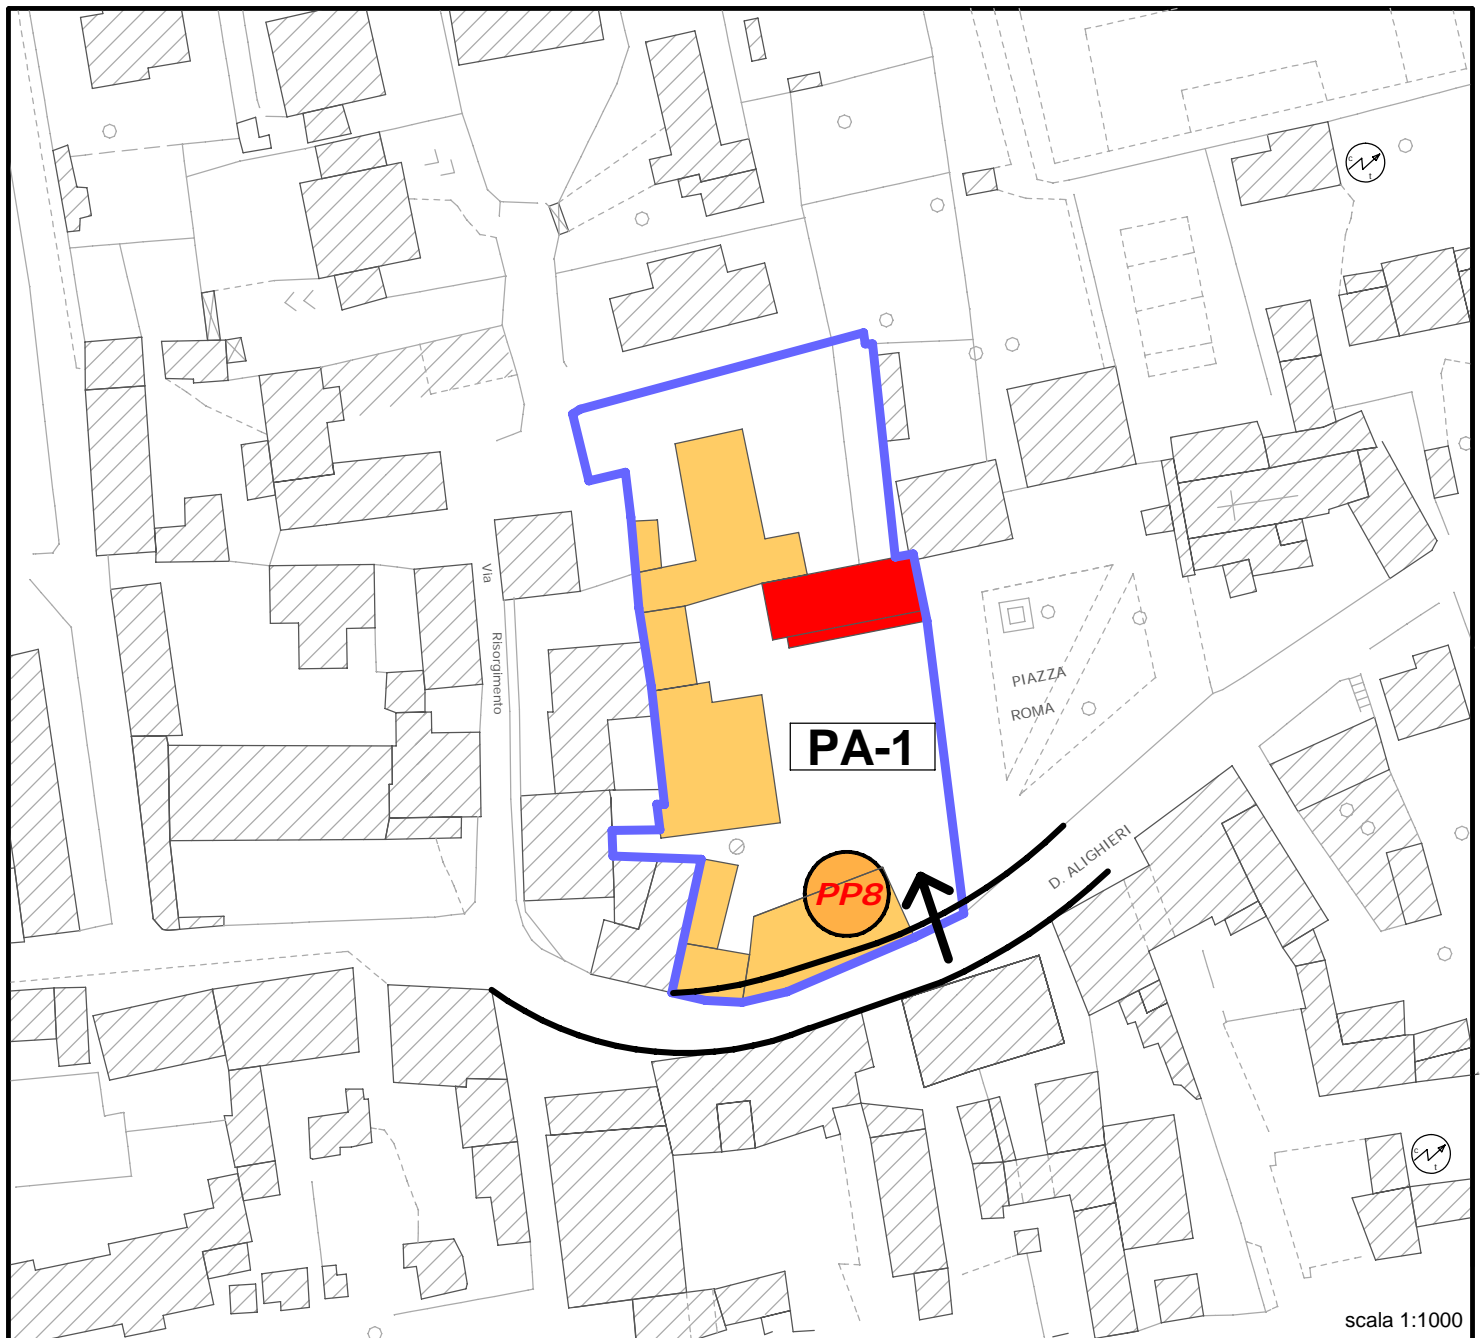 Via
Risorgimento
PIAZZA
ROMA
PA-1
D. ALIGHIERI
PP8
scala 1:1000